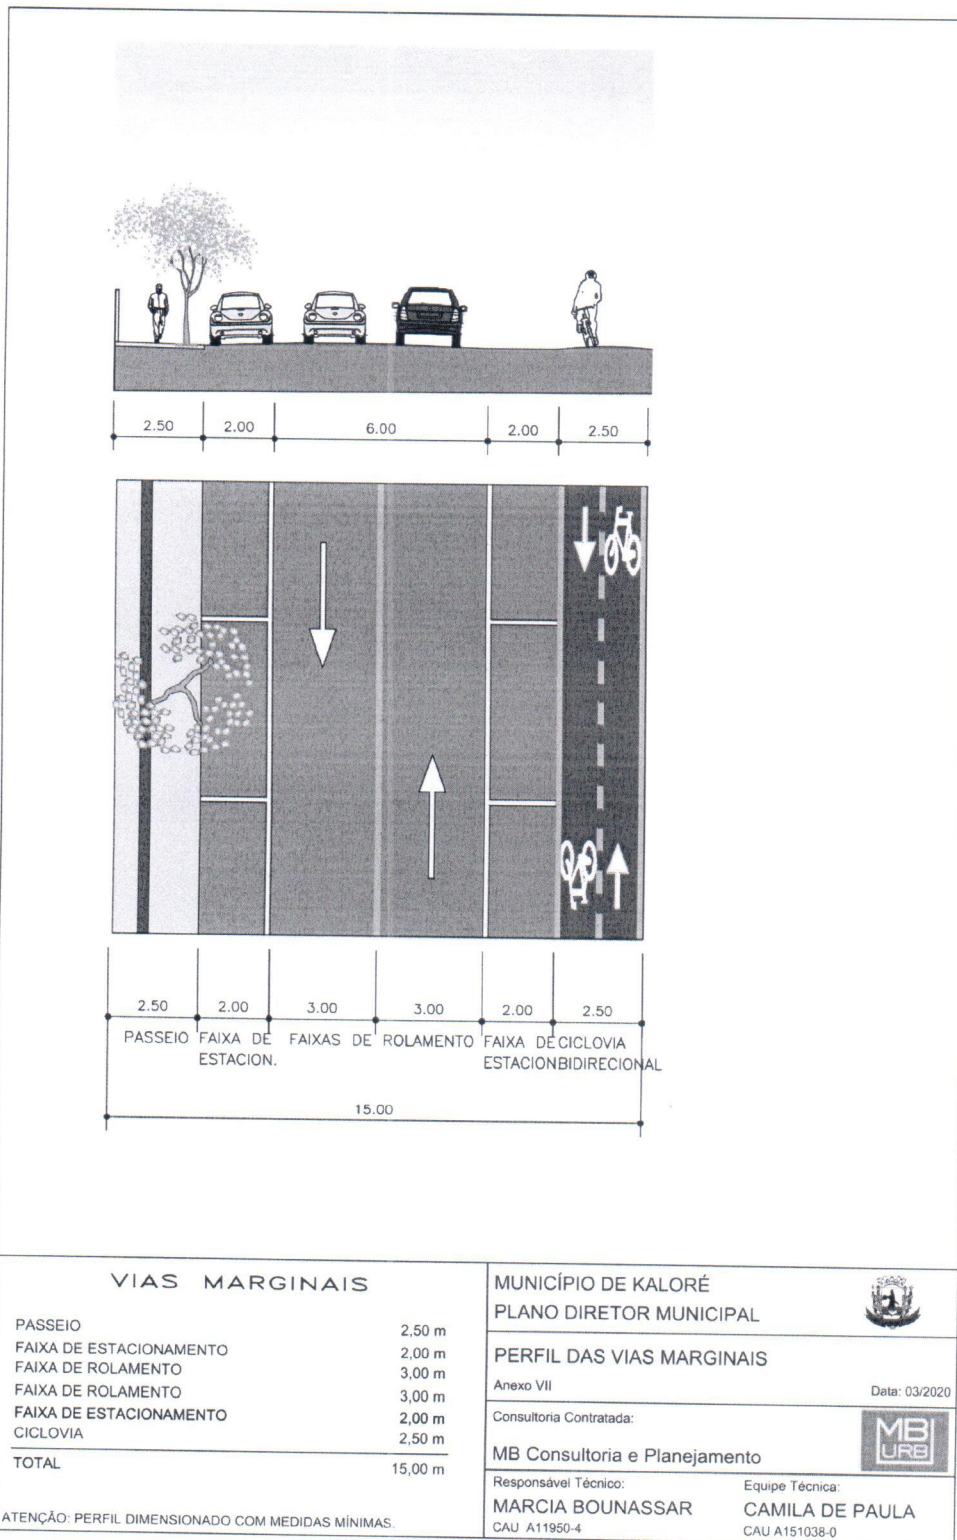 2.50 2.00 6.00 2.00 2.50
2.50 2.00 3.00 3.00 2.00 2.50
PASSEIO FAIXA DE FAIXAS DE ROLAMENTO FAIXA DE CICLOVIA
ESTACION. ESTACION BIDIRECIONAL
15.00
VIAS MARGINAIS
PASSEIO 2,50 m
FAIXA DE ESTACIONAMENTO 2,00 m
FAIXA DE ROLAMENTO 3,00 m
FAIXA DE ROLAMENTO 3,00 m
FAIXA DE ESTACIONAMENTO 2,00 m
CICLOVIA 2,50 m
TOTAL 15,00 m
ATENÇÃO: PERFIL DIMENSIONADO COM MEDIDAS MÍNIMAS.
MUNICÍPIO DE KALORÉ
PLANO DIRETOR MUNICIPAL
PERFIL DAS VIAS MARGINAIS
Anexo VII Data: 03/2020
Consultoria Contratada:
MB Consultoria e Planejamento
MB
URB
Responsável Técnico: Equipe Técnica:
MARCIA BOUNASSAR CAMILA DE PAULA
CAU A11950-4 CAU A151038-0